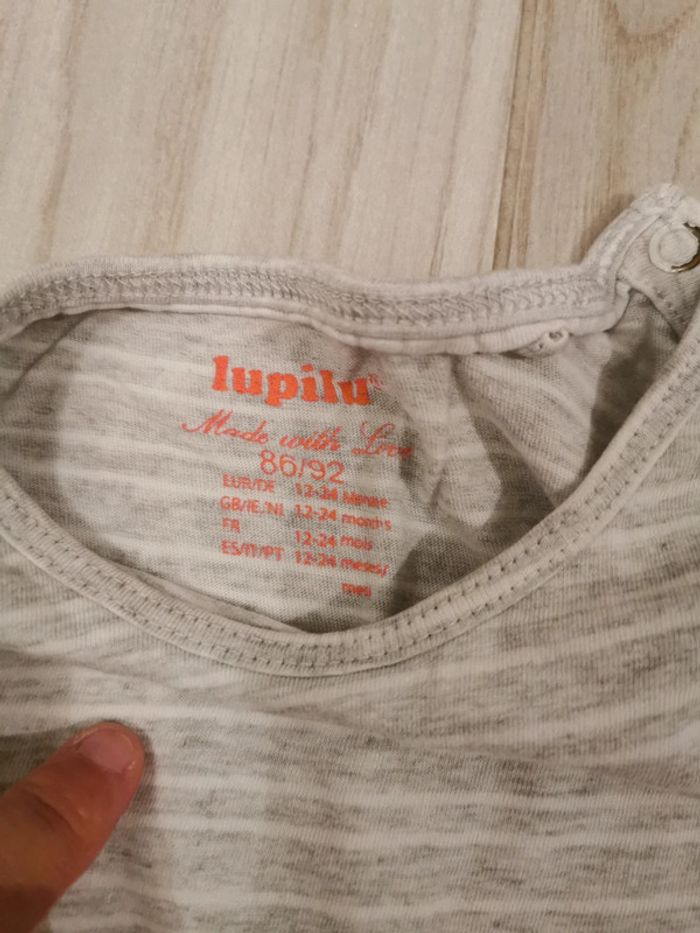 lupilu®
Made with Love
86/92
EUR/DE 12-24 Monate
GB/IE/NI 12-24 months
FR 12-24 mois
ES/IT/PT 12-24 meses/
mesi